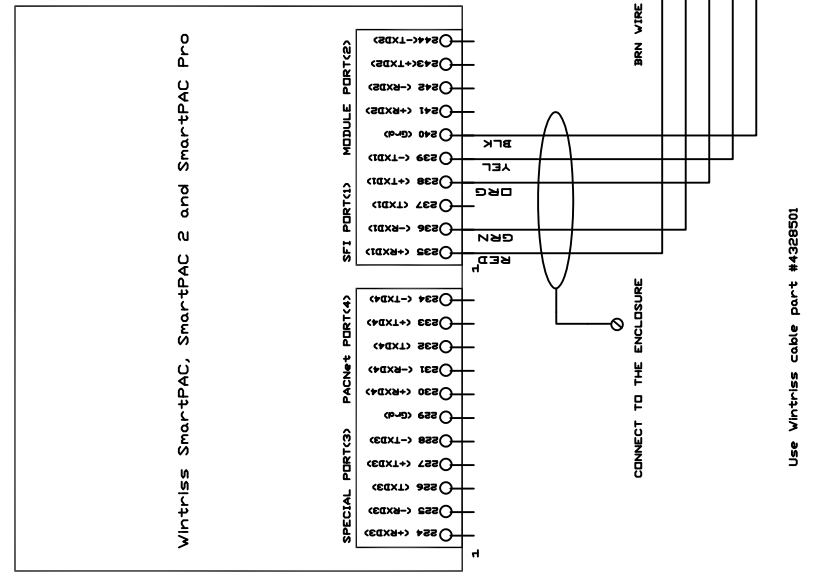 Wintriss SmartPAC, SmartPAC 2 and SmartPAC Pro
MODULE PORT(2)
SFI PORT(1)
244(-TXD2)
243(+TXD2)
242 (-RXD2)
241 (+RXD2)
240 (Grd)
239 (-TXD1)
238 (+TXD1)
237 (TXD1)
236 (-RXD1)
235 (+RXD1)
1
BLK
YEL
ORG
GRN
RED
PACNet PORT(4)
SPECIAL PORT(3)
234 (-TXD4)
233 (+TXD4)
232 (TXD4)
231 (-RXD4)
230 (+RXD4)
229 (Grd)
228 (-TXD3)
227 (+TXD3)
226 (TXD3)
225 (-RXD3)
224 (+RXD3)
1
BRN WIRE
CONNECT TO THE ENCLOSURE
Use Wintriss cable part #4328501